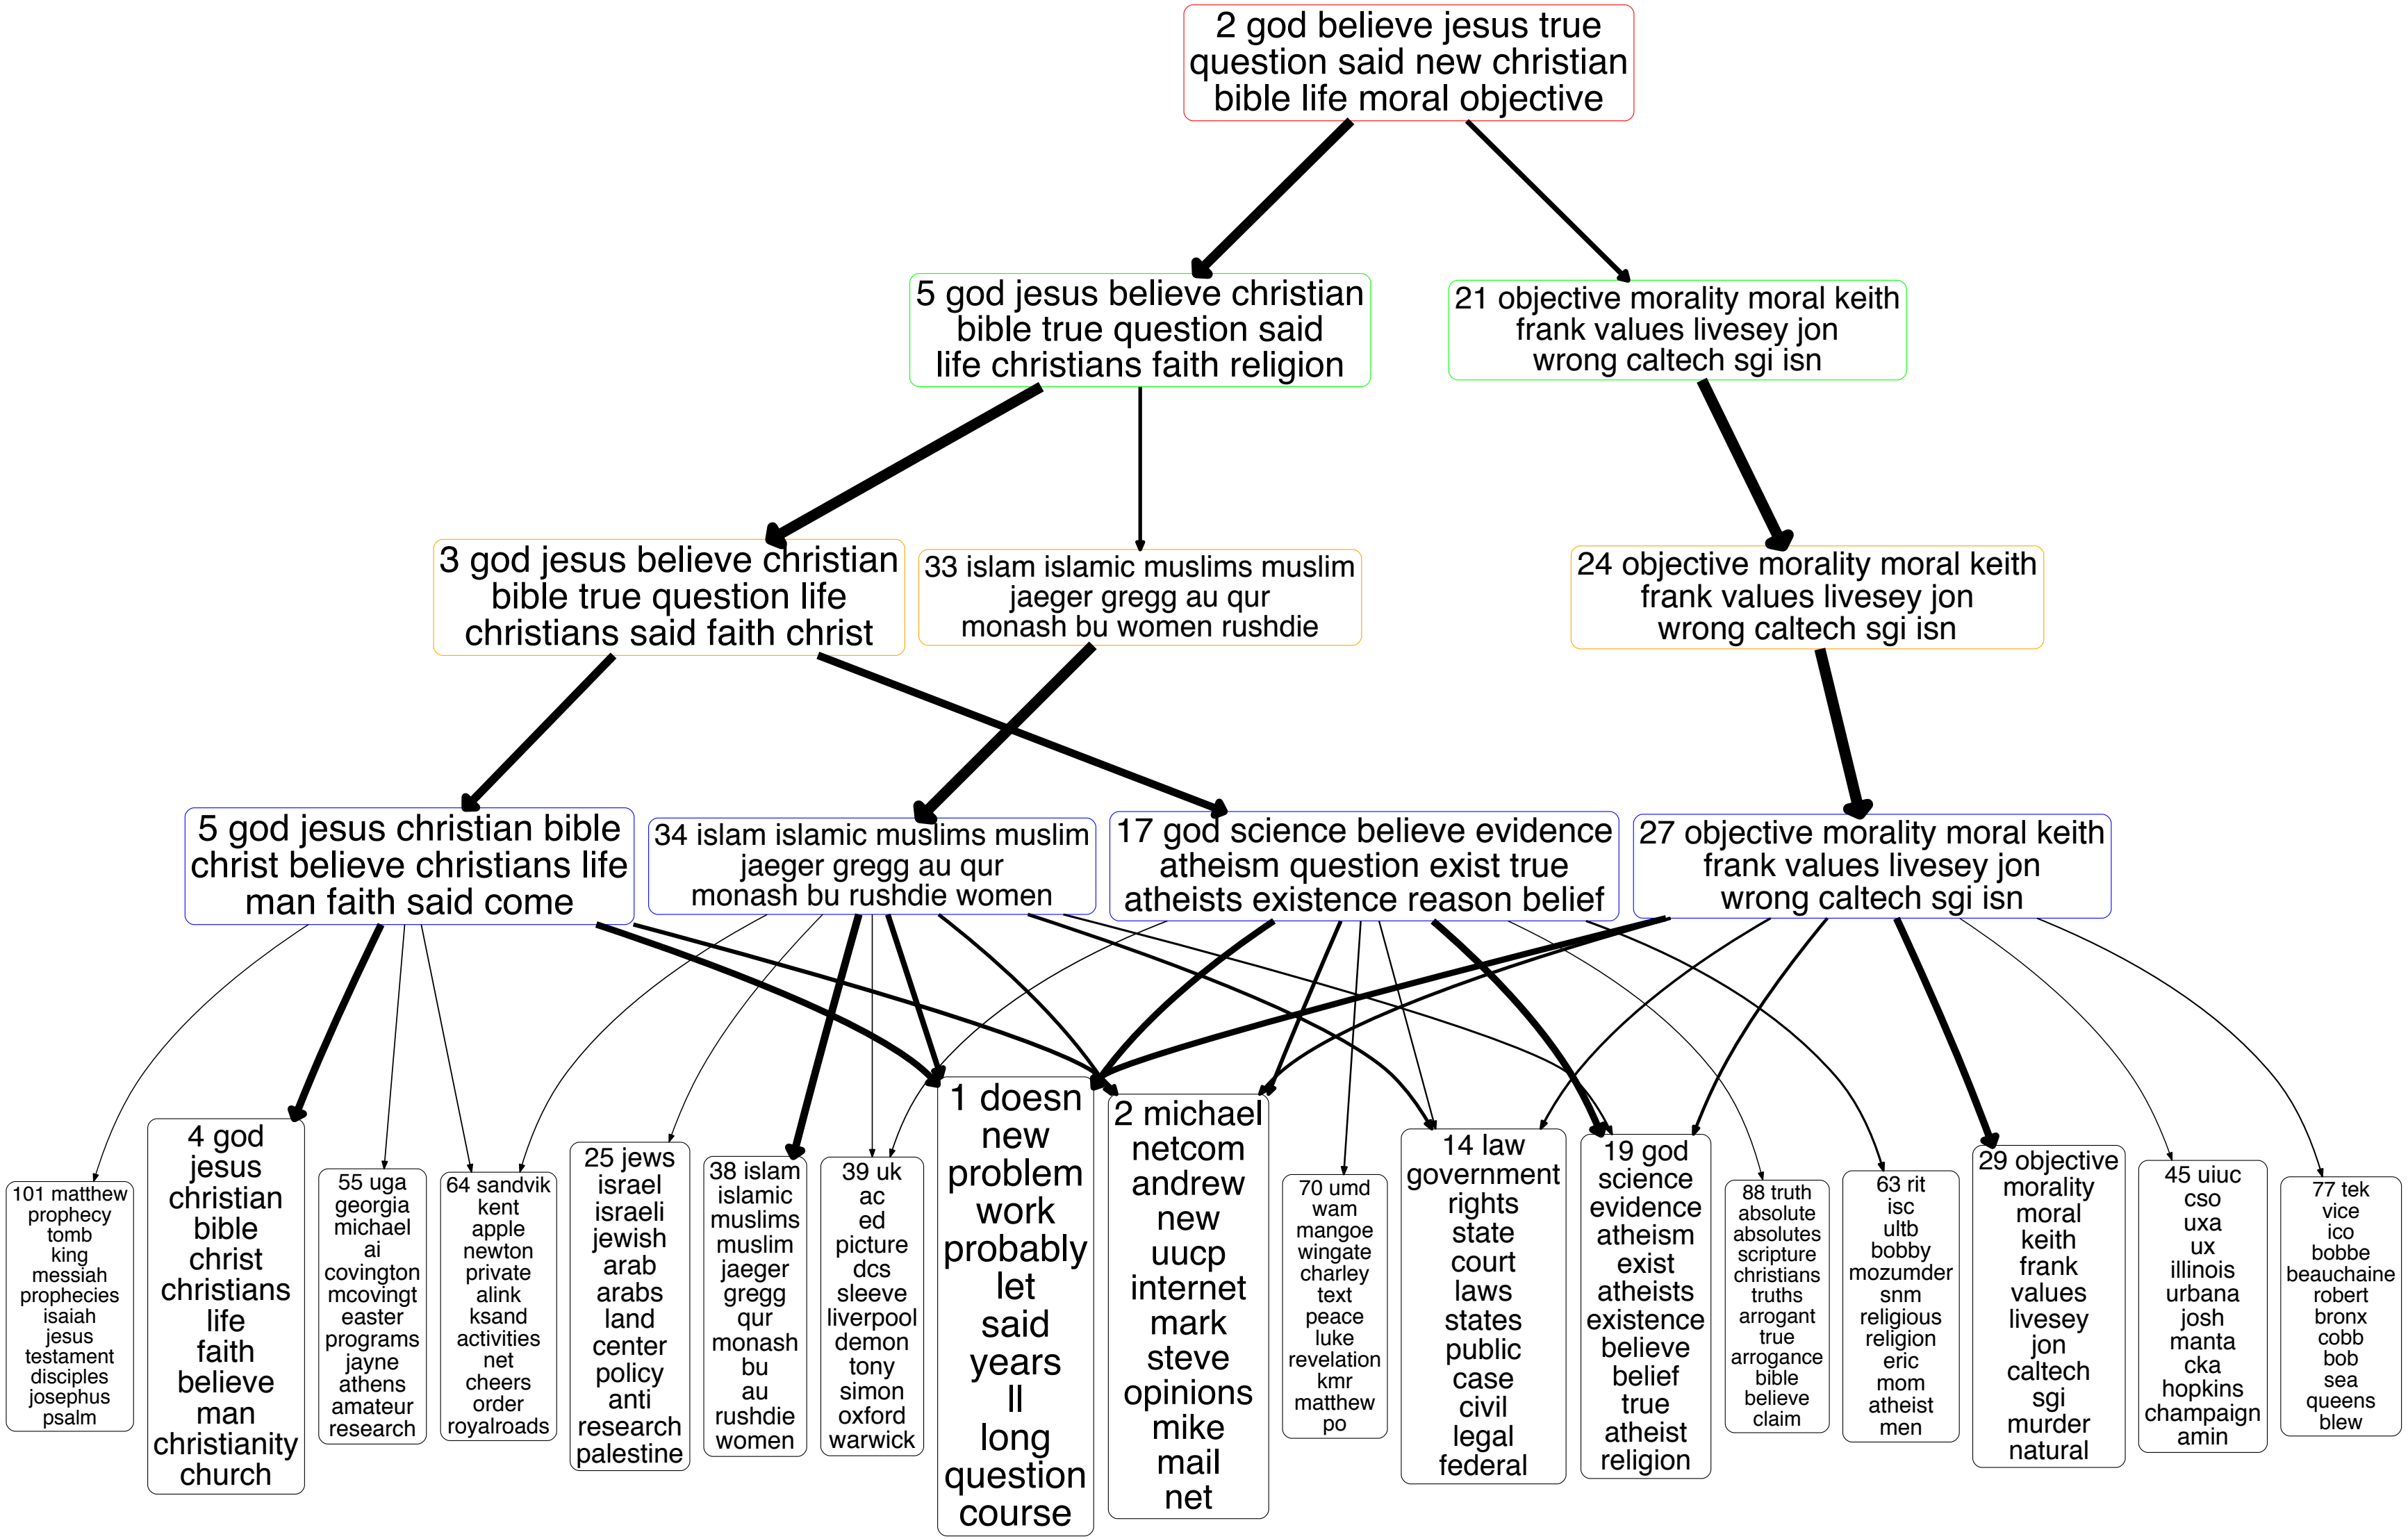 2 god believe jesus true
question said new christian
bible life moral objective
5 god jesus believe christian
bible true question said
life christians faith religion
21 objective morality moral keith
frank values livesey jon
wrong caltech sgi isn
3 god jesus believe christian
bible true question life
christians said faith christ
33 islam islamic muslims muslim
jaeger gregg au qur
monash bu women rushdie
24 objective morality moral keith
frank values livesey jon
wrong caltech sgi isn
5 god jesus christian bible
christ believe christians life
man faith said come
34 islam islamic muslims muslim
jaeger gregg au qur
monash bu rushdie women
17 god science believe evidence
atheism question exist true
atheists existence reason belief
27 objective morality moral keith
frank values livesey jon
wrong caltech sgi isn
101 matthew
prophecy
tomb
king
messiah
prophecies
isaiah
jesus
testament
disciples
josephus
psalm
4 god
jesus
christian
bible
christ
christians
life
faith
believe
man
christianity
church
55 uga
georgia
michael
ai
covington
mcovingt
easter
programs
jayne
athens
amateur
research
64 sandvik
kent
apple
newton
private
alink
ksand
activities
net
cheers
order
royalroads
25 jews
israel
israeli
jewish
arab
arabs
land
center
policy
anti
research
palestine
38 islam
islamic
muslims
muslim
jaeger
gregg
qur
monash
bu
au
rushdie
women
39 uk
ac
ed
picture
dcs
sleeve
liverpool
demon
tony
simon
oxford
warwick
1 doesn
new
problem
work
probably
let
said
years
ll
long
question
course
2 michael
netcom
andrew
new
uucp
internet
mark
steve
opinions
mike
mail
net
70 umd
wam
mangoe
wingate
charley
text
peace
luke
revelation
kmr
matthew
po
14 law
government
rights
state
court
laws
states
public
case
civil
legal
federal
19 god
science
evidence
atheism
exist
atheists
existence
believe
belief
true
atheist
religion
88 truth
absolute
absolutes
scripture
christians
truths
arrogant
true
arrogance
bible
believe
claim
63 rit
isc
ultb
bobby
mozumder
snm
religious
religion
eric
mom
atheist
men
29 objective
morality
moral
keith
frank
values
livesey
jon
caltech
sgi
murder
natural
45 uiuc
cso
uxa
ux
illinois
urbana
josh
manta
cka
hopkins
champaign
amin
77 tek
vice
ico
bobbe
beauchaine
robert
bronx
cobb
bob
sea
queens
blew